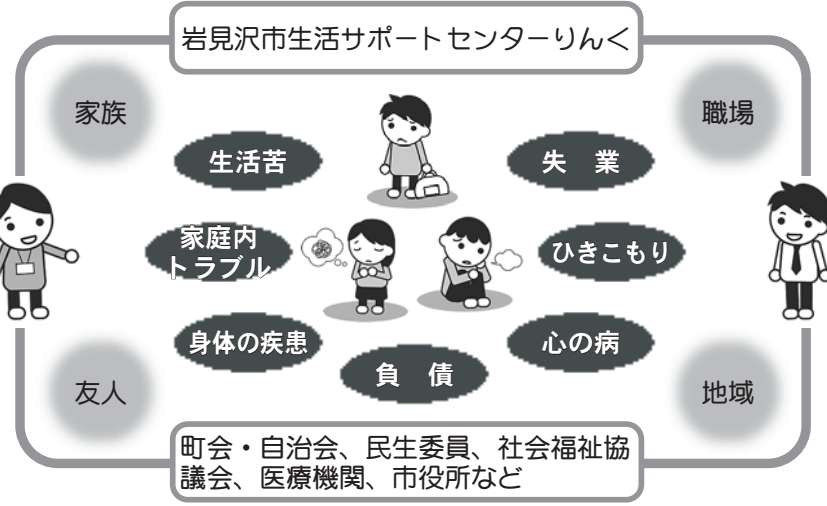 岩見沢市生活サポートセンターりんく
家族
職場
生活苦
失　業
家庭内
トラブル
ひきこもり
身体の疾患
心の病
負　債
友人
地域
町会・自治会、民生委員、社会福祉協
議会、医療機関、市役所など